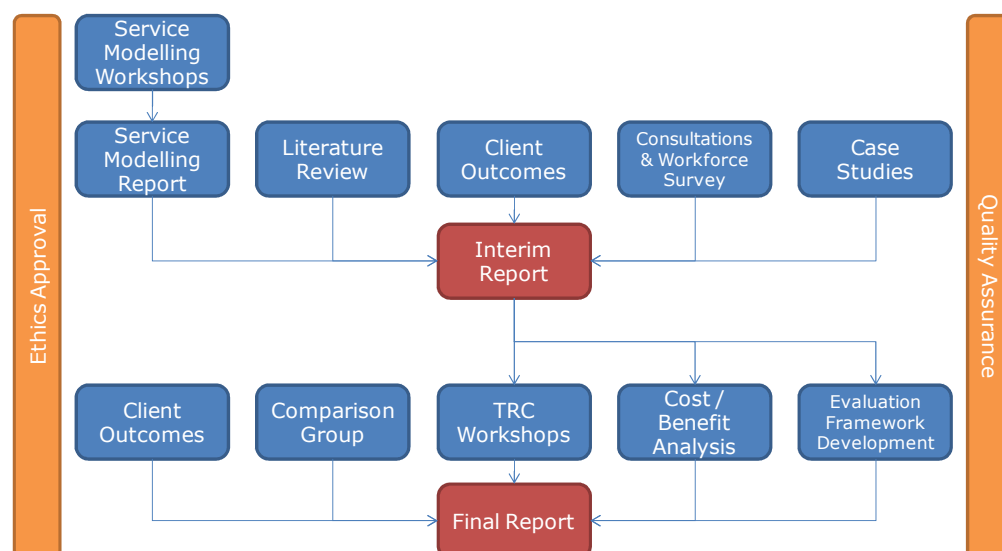 Service
Modelling
Workshops
Service
Modelling
Report
Literature
Review
Client
Outcomes
Consultations
& Workforce
Survey
Case
Studies
Interim
Report
Ethics Approval
Quality Assurance
Client
Outcomes
Comparison
Group
TRC
Workshops
Cost /
Benefit
Analysis
Evaluation
Framework
Development
Final Report